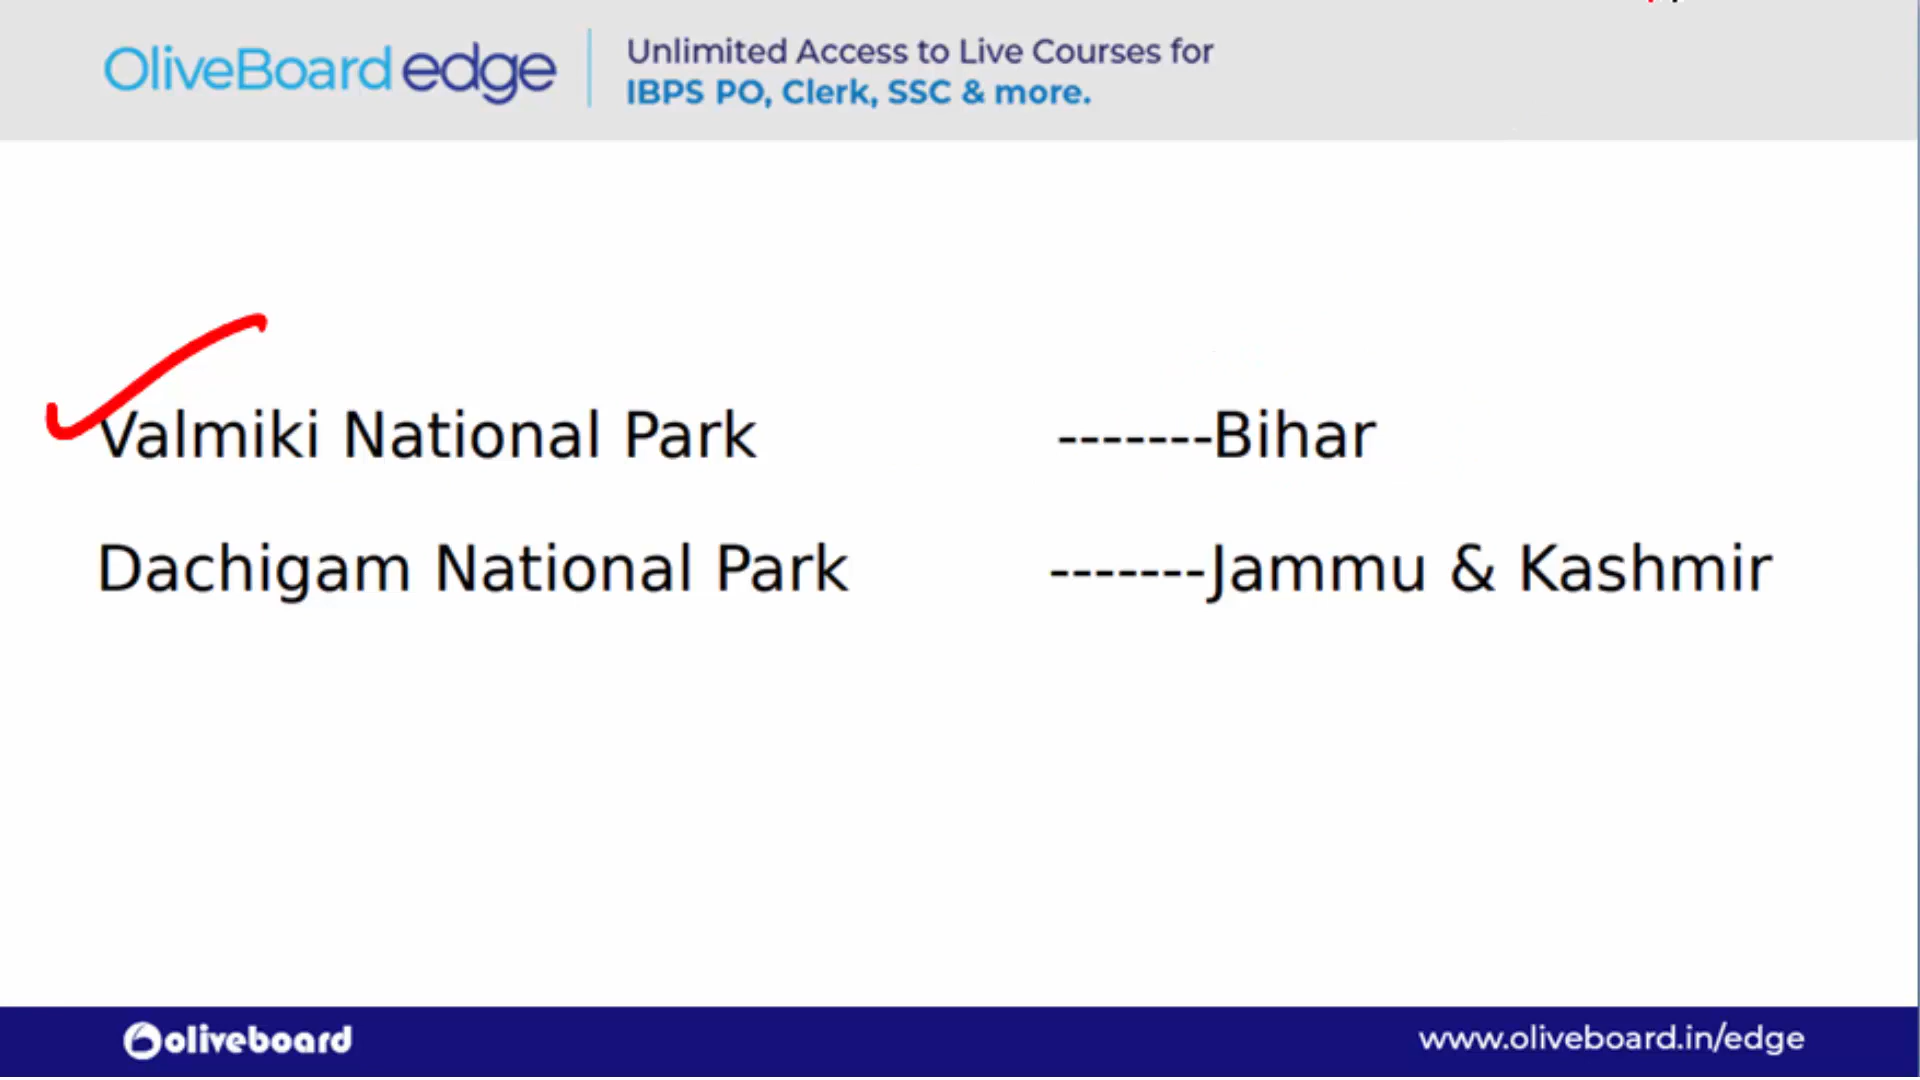 OliveBoard edge
Unlimited Access to Live Courses for
IBPS PO, Clerk, SSC & more.
Valmiki National Park -------Bihar
Dachigam National Park -------Jammu & Kashmir
oliveboard
www.oliveboard.in/edge